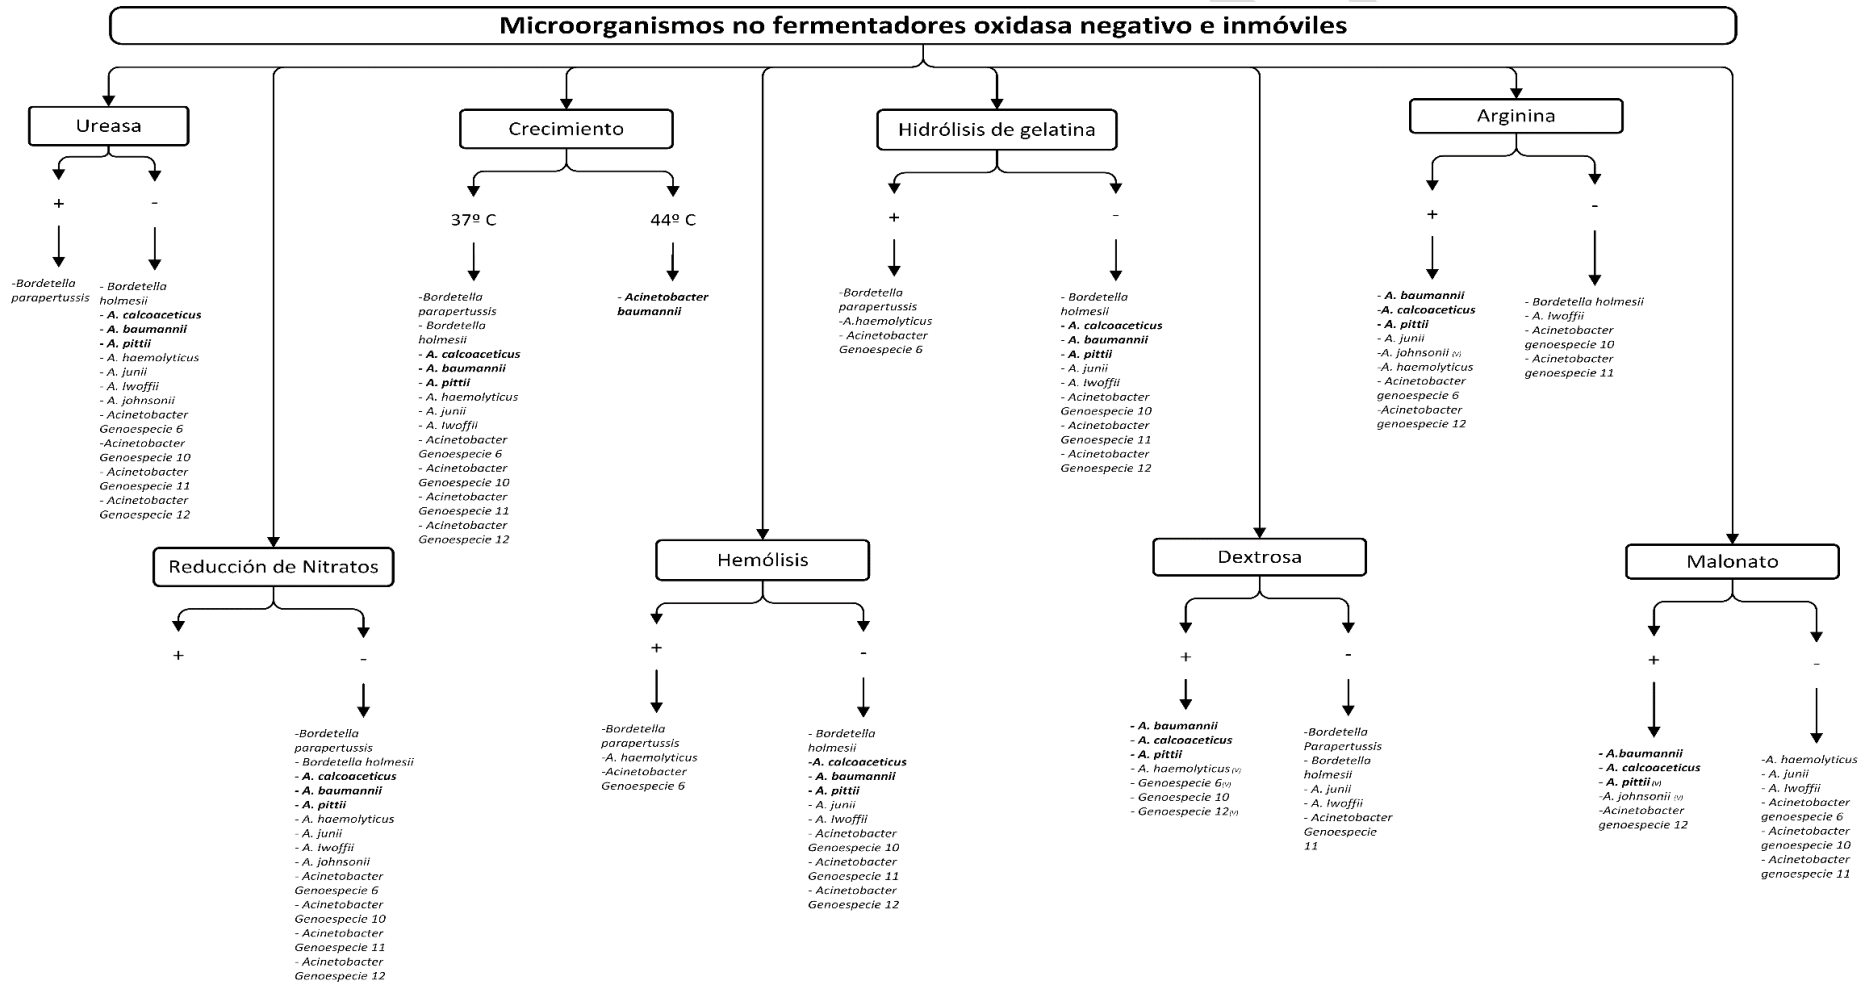 Microorganismos no fermentadores oxidasa negativo e inmóviles
Ureasa
+
-
-Bordetella
parapertussis
- Bordetella
holmesii
- A. calcoaceticus
- A. baumannii
- A. pittii
- A. haemolyticus
- A. junii
- A. lwoffii
- A. johnsonii
- Acinetobacter
Genoespecie 6
-Acinetobacter
Genoespecie 10
- Acinetobacter
Genoespecie 11
- Acinetobacter
Genoespecie 12
Crecimiento
37º C
44º C
-Bordetella
parapertussis
- Bordetella
holmesii
- A. calcoaceticus
- A. baumannii
- A. pittii
- A. haemolyticus
- A. junii
- A. lwoffii
- Acinetobacter
Genoespecie 6
- Acinetobacter
Genoespecie 10
- Acinetobacter
Genoespecie 11
- Acinetobacter
Genoespecie 12
- Acinetobacter
baumannii
Hidrólisis de gelatina
+
-
-Bordetella
parapertussis
-A.haemolyticus
- Acinetobacter
Genoespecie 6
- Bordetella
holmesii
- A. calcoaceticus
- A. baumannii
- A. pittii
- A. junii
- A. lwoffii
- Acinetobacter
Genoespecie 10
- Acinetobacter
Genoespecie 11
- Acinetobacter
Genoespecie 12
Arginina
+
-
- A. baumannii
-A. calcoaceticus
- A. pittii
- A. junii
-A. johnsonii (V)
-A. haemolyticus
- Acinetobacter
genoespecie 6
-Acinetobacter
genoespecie 12
- Bordetella holmesii
- A. lwoffii
- Acinetobacter
genoespecie 10
- Acinetobacter
genoespecie 11
Reducción de Nitratos
+
-
-Bordetella
parapertussis
- Bordetella holmesii
- A. calcoaceticus
- A. baumannii
- A. pittii
- A. haemolyticus
- A. junii
- A. lwoffii
- A. johnsonii
- Acinetobacter
Genoespecie 6
- Acinetobacter
Genoespecie 10
- Acinetobacter
Genoespecie 11
- Acinetobacter
Genoespecie 12
Hemólisis
+
-
-Bordetella
parapertussis
-A. haemolyticus
-Acinetobacter
Genoespecie 6
- Bordetella
holmesii
-A. calcoaceticus
- A. baumannii
- A. pittii
- A. junii
- A. lwoffii
- Acinetobacter
Genoespecie 10
- Acinetobacter
Genoespecie 11
- Acinetobacter
Genoespecie 12
Dextrosa
+
-
- A. baumannii
- A. calcoaceticus
- A. pittii
- A. haemolyticus (V)
- Genoespecie 6(V)
- Genoespecie 10
- Genoespecie 12(V)
-Bordetella
Parapertussis
- Bordetella
holmesii
- A. junii
- A. lwoffii
- Acinetobacter
Genoespecie
11
Malonato
+
-
- A.baumannii
- A. calcoaceticus
- A. pittii (V)
-A. johnsonii (V)
-Acinetobacter
genoespecie 12
-A. haemolyticus
- A. junii
- A. lwoffii
- Acinetobacter
genoespecie 6
- Acinetobacter
genoespecie 10
- Acinetobacter
genoespecie 11